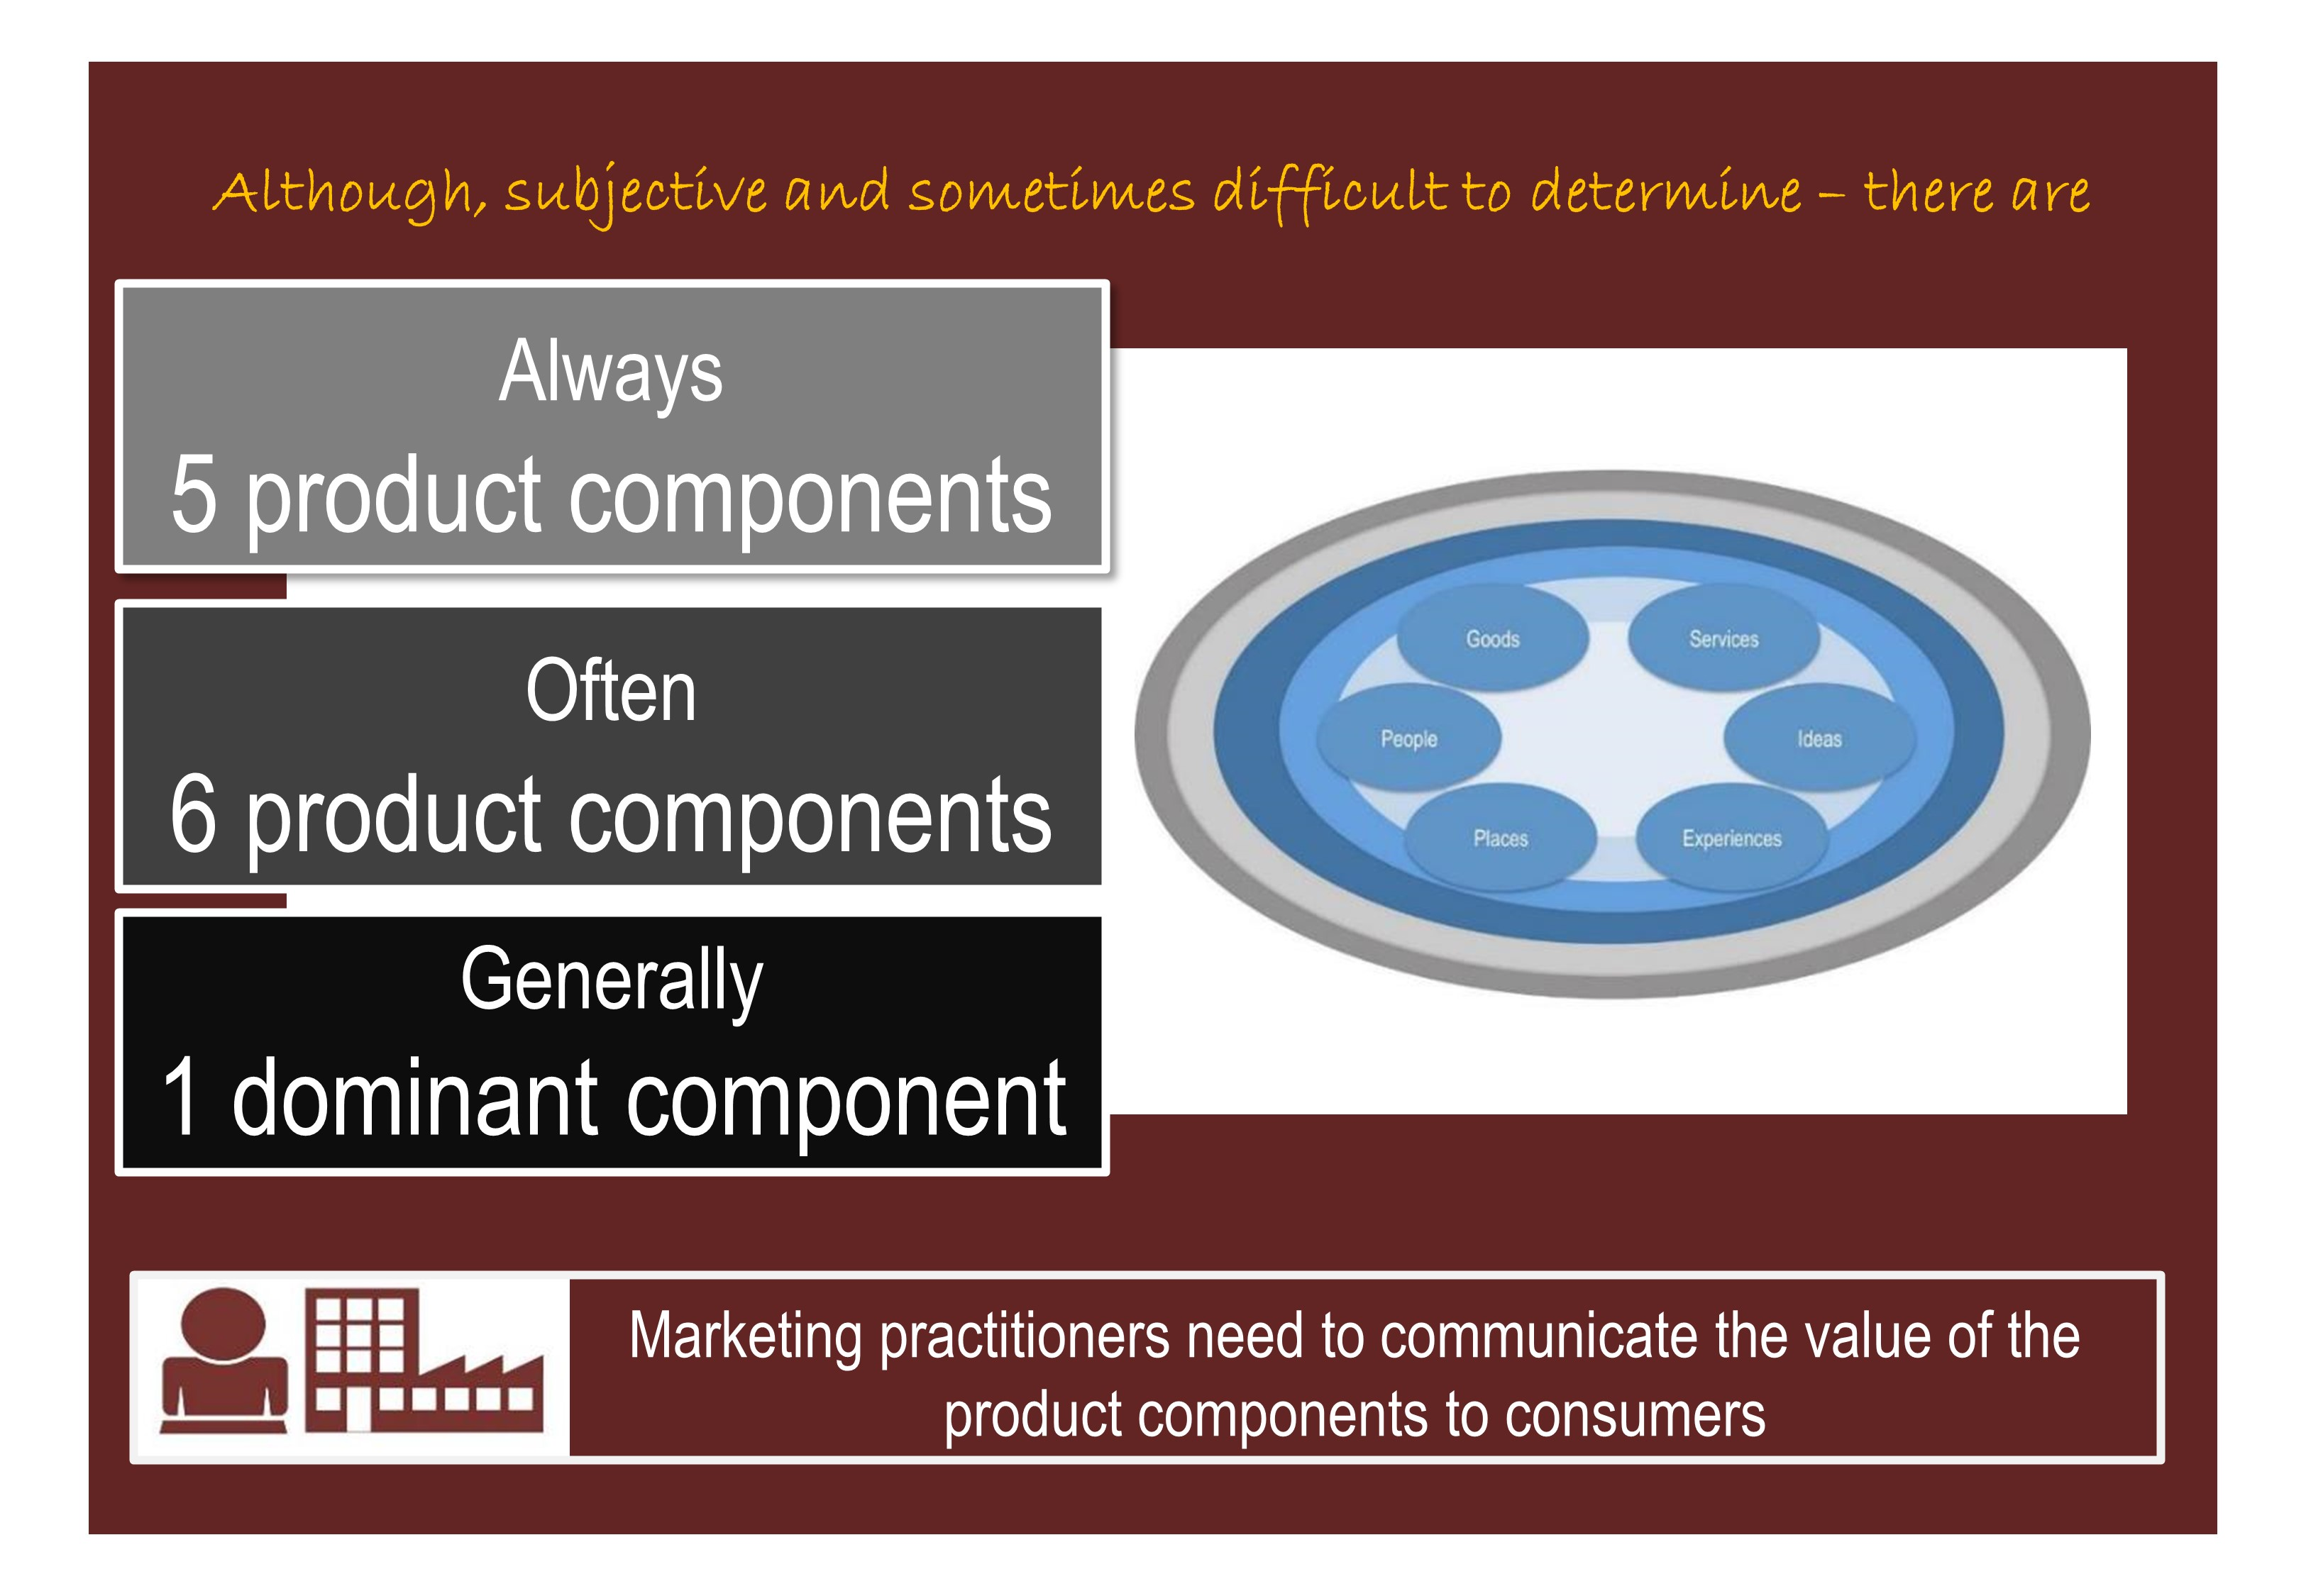 Although, subjective and sometimes difficult to determine – there are
Always
5 product components
Often
6 product components
Generally
1 dominant component
Goods
Services
People
Ideas
Places
Experiences
Marketing practitioners need to communicate the value of the
product components to consumers